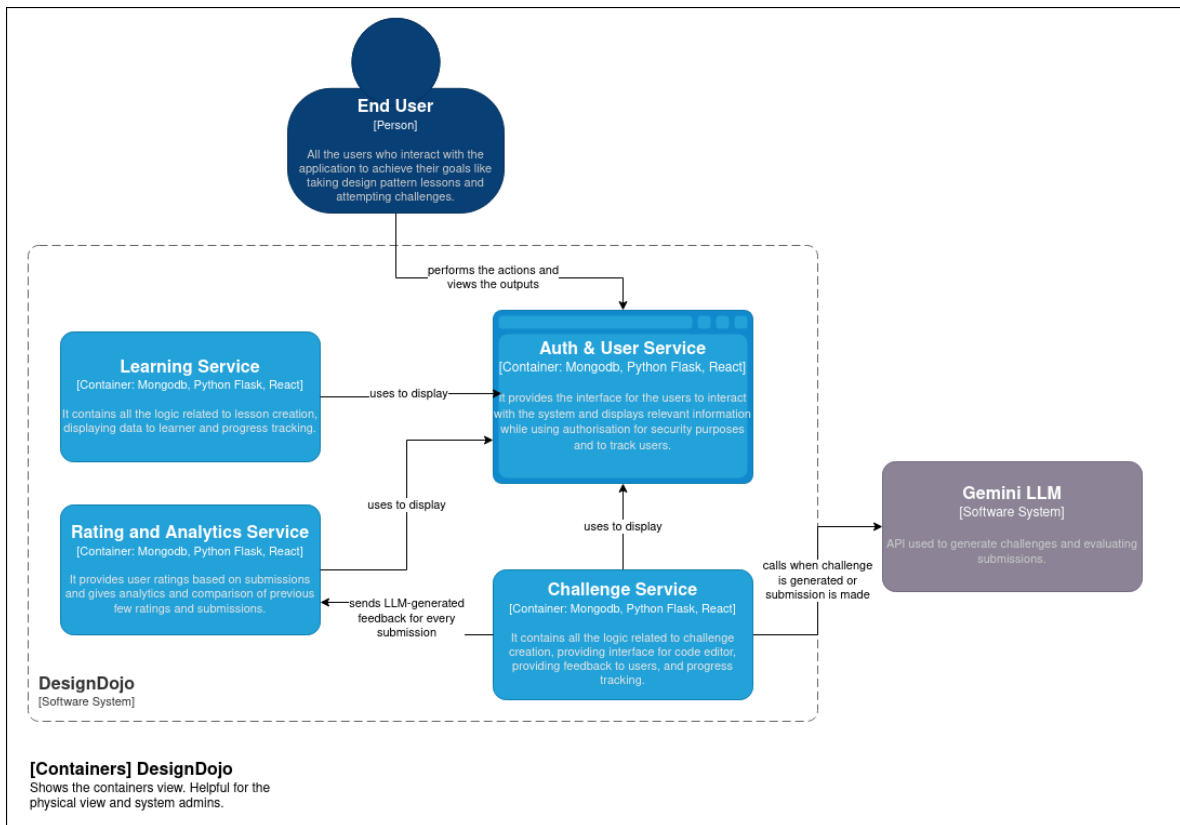 End User
[Person]
All the users who interact with the
application to achieve their goals like
taking design pattern lessons and
attempting challenges.
performs the actions and
views the outputs
Learning Service
[Container: Mongodb, Python Flask, React]
It contains all the logic related to lesson creation,
displaying data to learner and progress tracking.
uses to display
Auth & User Service
[Container: Mongodb, Python Flask, React]
It provides the interface for the users to interact
with the system and displays relevant information
while using authorisation for security purposes
and to track users.
uses to display
uses to display
Rating and Analytics Service
[Container: Mongodb, Python Flask, React]
It provides user ratings based on submissions
and gives analytics and comparison of previous
few ratings and submissions.
sends LLM-generated
feedback for every
submission
Challenge Service
[Container: Mongodb, Python Flask, React]
It contains all the logic related to challenge
creation, providing interface for code editor,
providing feedback to users, and progress
tracking.
calls when challenge
is generated or
submission is made
Gemini LLM
[Software System]
API used to generate challenges and evaluating
submissions.
DesignDojo
[Software System]
[Containers] DesignDojo
Shows the containers view. Helpful for the
physical view and system admins.